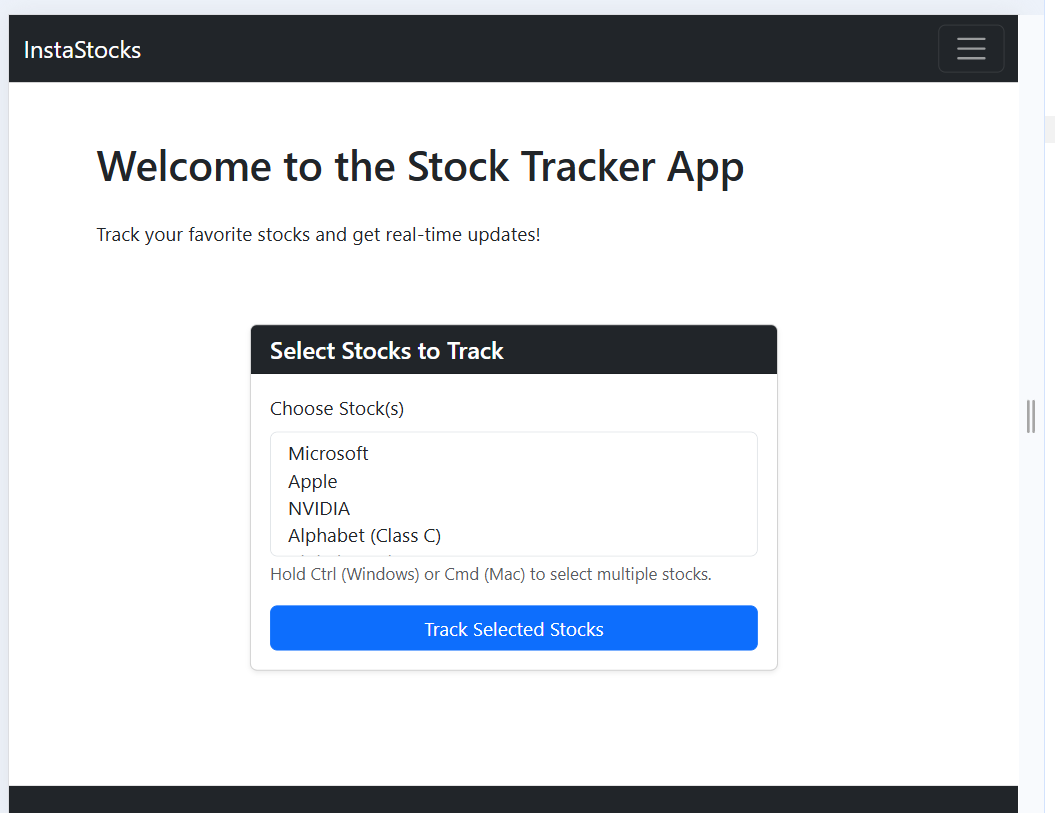 InstaStocks
Welcome to the Stock Tracker App
Track your favorite stocks and get real-time updates!
Select Stocks to Track
Choose Stock(s)
Microsoft
Apple
NVIDIA
Alphabet (Class C)
Hold Ctrl (Windows) or Cmd (Mac) to select multiple stocks.
Track Selected Stocks